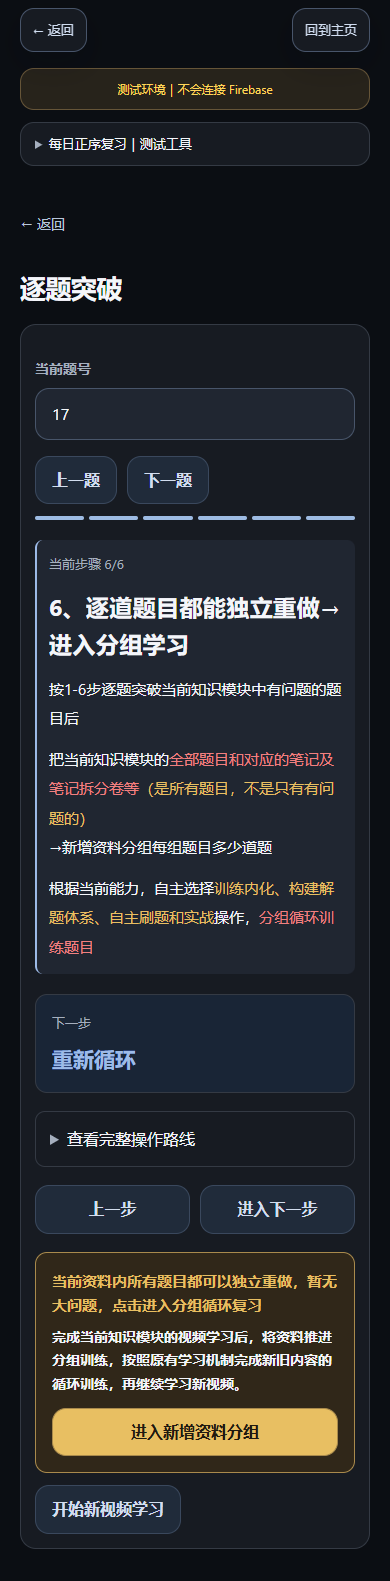 ← 返回
回到主页
测试环境 | 不会连接 Firebase
▶ 每日正序复习 | 测试工具
← 返回
逐题突破
当前题号
17
上一题
下一题
当前步骤 6/6
6、逐道题目都能独立重做→
进入分组学习
按1-6步逐题突破当前知识模块中有问题的题
目后
把当前知识模块的全部题目和对应的笔记及
笔记拆分卷等（是所有题目，不是只有有问
题的）
→新增资料分组每组题目多少道题
根据当前能力，自主选择训练内化、构建解
题体系、自主刷题和实战操作，分组循环训
练题目
下一步
重新循环
▶ 查看完整操作路线
上一步
进入下一步
当前资料内所有题目都可以独立重做，暂无
大问题，点击进入分组循环复习
完成当前知识模块的视频学习后，将资料推进
分组训练，按照原有学习机制完成新旧内容的
循环训练，再继续学习新视频。
进入新增资料分组
开始新视频学习